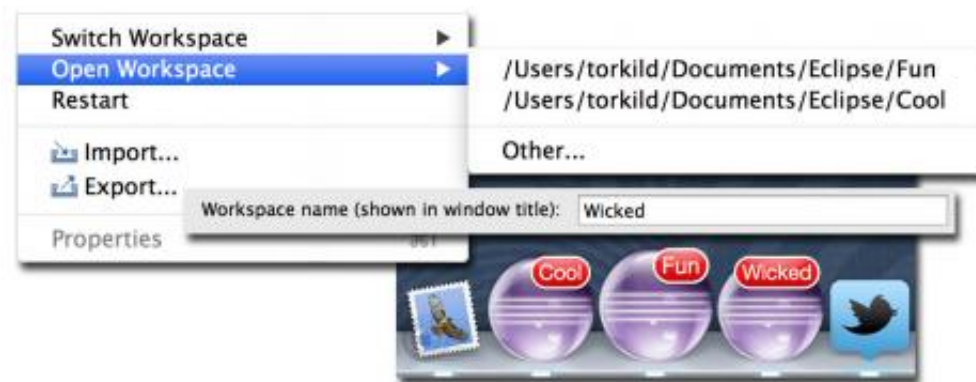 Switch Workspace
Open Workspace
Restart
Import...
Export...
Properties
/Users/torkild/Documents/Eclipse/Fun
/Users/torkild/Documents/Eclipse/Cool
Other...
Workspace name (shown in window title): Wicked
Cool
Fun
Wicked